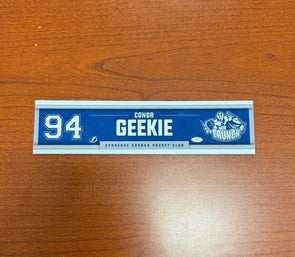 94
CONOR
GEEKIE
CRUNCH
SYRACUSE CRUNCH HOCKEY CLUB